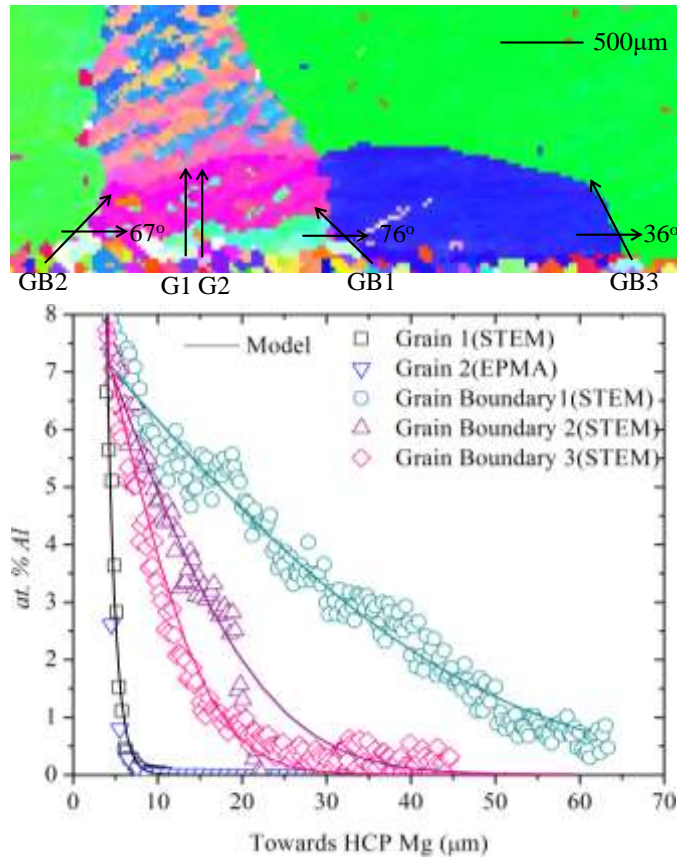 500μm
67o
76o
36o
GB2
G1 G2
GB1
GB3
8
7
6
5
4
3
2
1
0
at. % Al
Model
Grain 1(STEM)
Grain 2(EPMA)
Grain Boundary1(STEM)
Grain Boundary 2(STEM)
Grain Boundary 3(STEM)
0 10 20 30 40 50 60 70
Towards HCP Mg (μm)